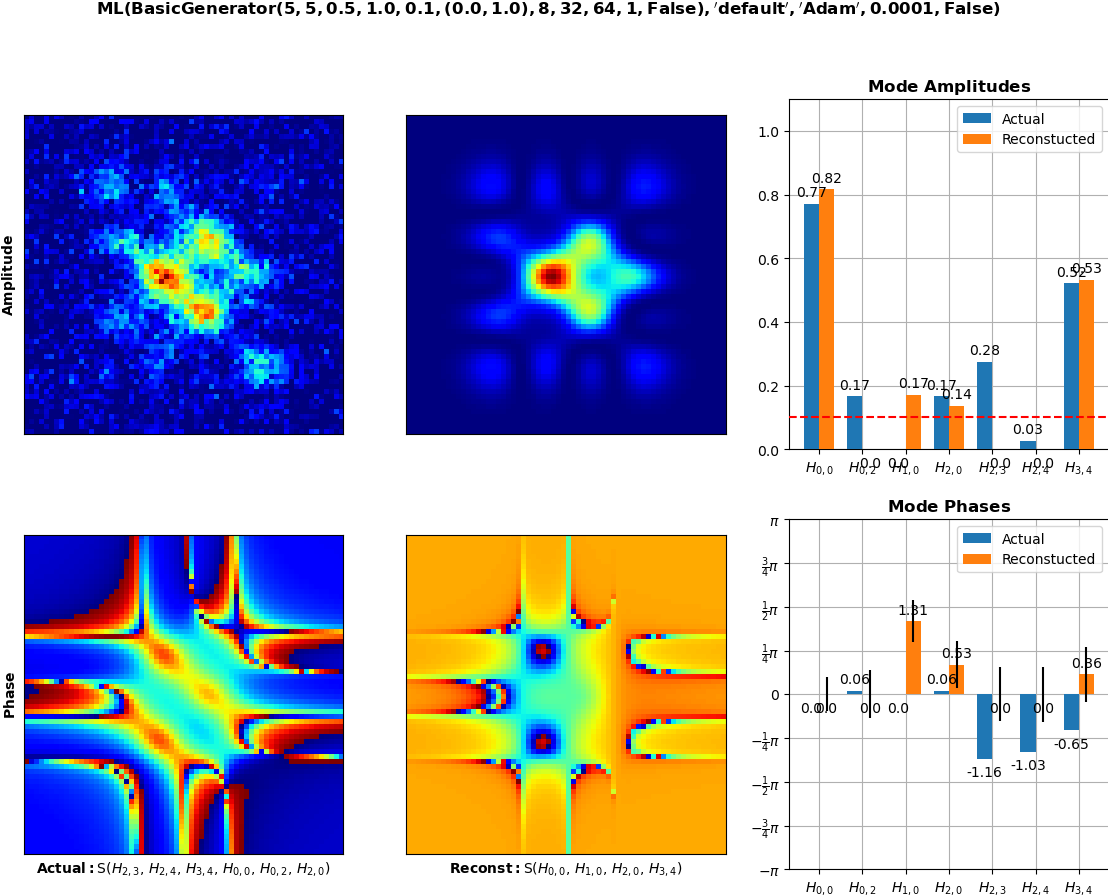 ML(BasicGenerator(5, 5, 0.5, 1.0, 0.1, (0.0, 1.0), 8, 32, 64, 1, False), ′default′, ′Adam′, 0.0001, False)
Amplitude
Mode Amplitudes
Actual
Reconstucted
1.0
0.8
0.6
0.4
0.2
0.0
0.77
0.82
0.17
0.0
0.0
0.17
0.17
0.14
0.28
0.0
0.03
0.0
0.52
0.53
H0, 0
H0, 2
H1, 0
H2, 0
H2, 3
H2, 4
H3, 4
Phase
Actual: S(H2, 3, H2, 4, H3, 4, H0, 0, H0, 2, H2, 0)
Reconst: S(H0, 0, H1, 0, H2, 0, H3, 4)
Mode Phases
Actual
Reconstucted
π
3/4π
1/2π
1/4π
0
−1/4π
−1/2π
−3/4π
−π
0.0
0.0
0.06
0.0
0.0
1.31
0.06
0.53
-1.16
0.0
-1.03
0.0
-0.65
0.36
H0, 0
H0, 2
H1, 0
H2, 0
H2, 3
H2, 4
H3, 4